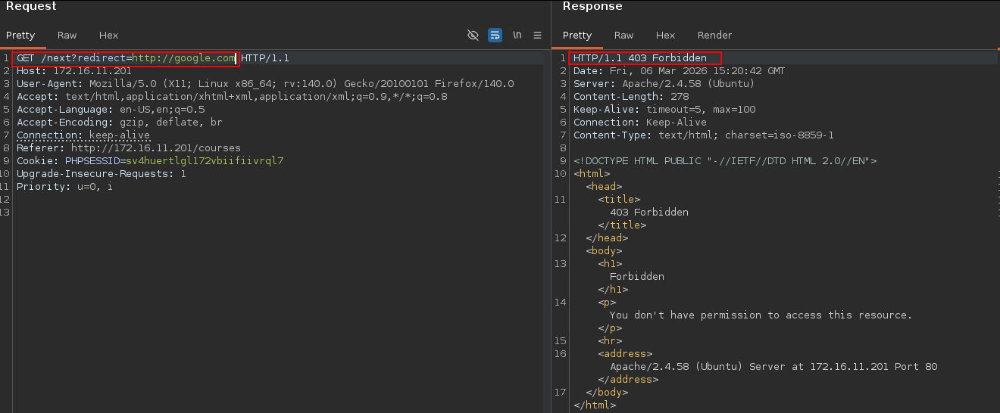 Request
Pretty Raw Hex \n
1 GET /next?redirect=http://google.com HTTP/1.1
2 Host: 172.16.11.201
3 User-Agent: Mozilla/5.0 (X11; Linux x86_64; rv:140.0) Gecko/20100101 Firefox/140.0
4 Accept: text/html,application/xhtml+xml,application/xml;q=0.9,*/*;q=0.8
5 Accept-Language: en-US,en;q=0.5
6 Accept-Encoding: gzip, deflate, br
7 Connection: keep-alive
8 Referer: http://172.16.11.201/courses
9 Cookie: PHPSESSID=sv4huertlgl172vbiifiivrql7
10 Upgrade-Insecure-Requests: 1
11 Priority: u=0, i
12
13
Response
Pretty Raw Hex Render
1 HTTP/1.1 403 Forbidden
2 Date: Fri, 06 Mar 2026 15:20:42 GMT
3 Server: Apache/2.4.58 (Ubuntu)
4 Content-Length: 278
5 Keep-Alive: timeout=5, max=100
6 Connection: Keep-Alive
7 Content-Type: text/html; charset=iso-8859-1
8
9 <!DOCTYPE HTML PUBLIC "-//IETF//DTD HTML 2.0//EN">
10 <html>
<head>
11 <title>
403 Forbidden
</title>
12 </head>
<body>
13 <h1>
Forbidden
</h1>
14 <p>
You don't have permission to access this resource.
</p>
15 <hr>
16 <address>
Apache/2.4.58 (Ubuntu) Server at 172.16.11.201 Port 80
</address>
17 </body>
</html>